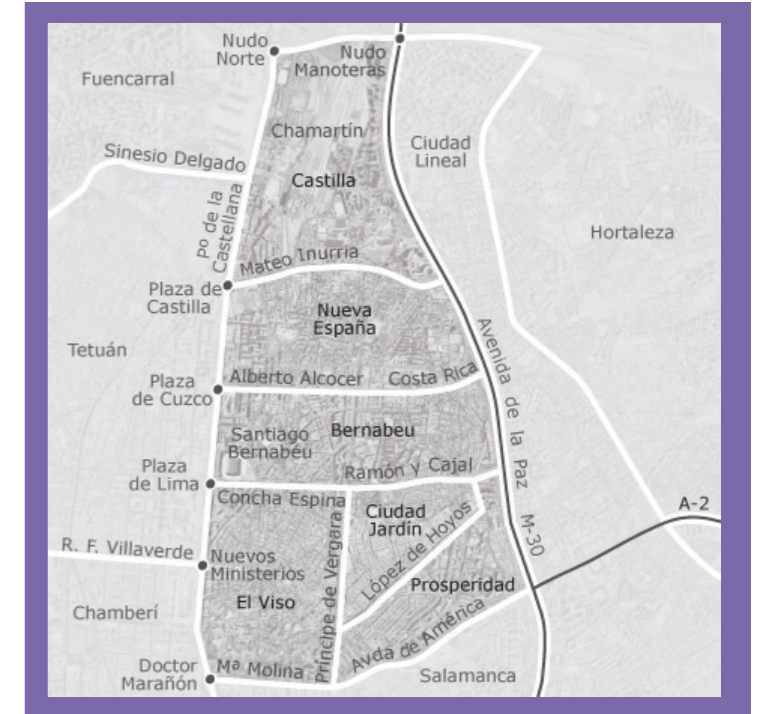 Nudo
Norte
Nudo
Manoteras
Fuencarral
Chamartín
Ciudad
Lineal
Sinesio Delgado
Castilla
Pº de la
Castellana
Hortaleza
Mateo Inurria
Plaza de
Castilla
Nueva
España
Tetuán
Avenida de la Paz M-30
Plaza
de Cuzco
Alberto Alcocer
Costa Rica
Santiago
Bernabéu
Bernabeu
Plaza
de Lima
Ramón y Cajal
Concha Espina
A-2
Ciudad
Jardín
R. F. Villaverde
Nuevos
Ministerios
Príncipe de Vergara
López de Hoyos
Prosperidad
El Viso
Chamberí
Avda de América
Doctor
Marañón
Mª Molina
Salamanca